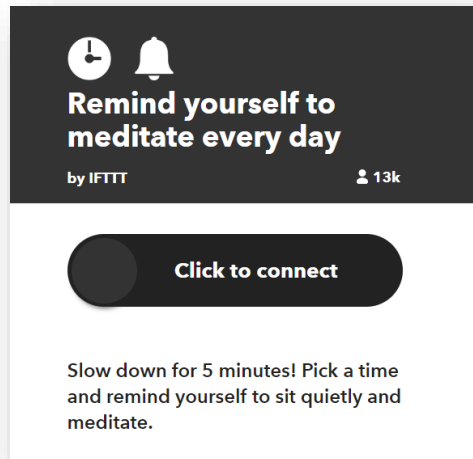 Remind yourself to
meditate every day
by IFTTT
13k
Click to connect
Slow down for 5 minutes! Pick a time
and remind yourself to sit quietly and
meditate.